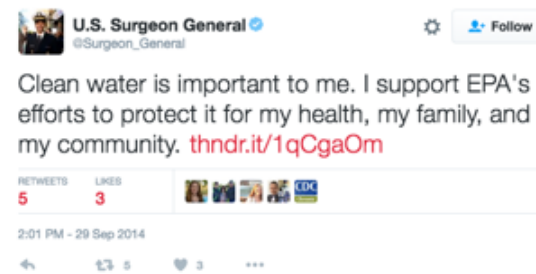 U.S. Surgeon General
@Surgeon_General
Follow
Clean water is important to me. I support EPA's
efforts to protect it for my health, my family, and
my community. thndr.it/1qCgaOm
RETWEETS LIKES
5 3
CDC
2:01 PM - 29 Sep 2014
5 3